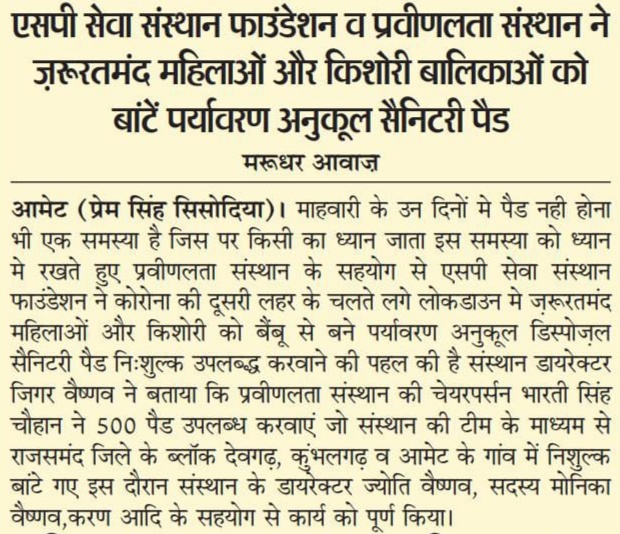 एसपी सेवा संस्थान फाउंडेशन व प्रवीणलता संस्थान ने
ज़रूरतमंद महिलाओं और किशोरी बालिकाओं को
बांटें पर्यावरण अनुकूल सैनिटरी पैड
मरूधर आवाज़
आमेट (प्रेम सिंह सिसोदिया)। माहवारी के उन दिनों मे पैड नही होना
भी एक समस्या है जिस पर किसी का ध्यान जाता इस समस्या को ध्यान
मे रखते हुए प्रवीणलता संस्थान के सहयोग से एसपी सेवा संस्थान
फाउंडेशन ने कोरोना की दूसरी लहर के चलते लगे लोकडाउन मे ज़रूरतमंद
महिलाओं और किशोरी को बैंबू से बने पर्यावरण अनुकूल डिस्पोज़ल
सैनिटरी पैड निःशुल्क उपलब्द्ध करवाने की पहल की है संस्थान डायरेक्टर
जिगर वैष्णव ने बताया कि प्रवीणलता संस्थान की चेयरपर्सन भारती सिंह
चौहान ने 500 पैड उपलब्ध करवाएं जो संस्थान की टीम के माध्यम से
राजसमंद जिले के ब्लॉक देवगढ़, कुंभलगढ़ व आमेट के गांव में निशुल्क
बांटे गए इस दौरान संस्थान के डायरेक्टर ज्योति वैष्णव, सदस्य मोनिका
वैष्णव,करण आदि के सहयोग से कार्य को पूर्ण किया।